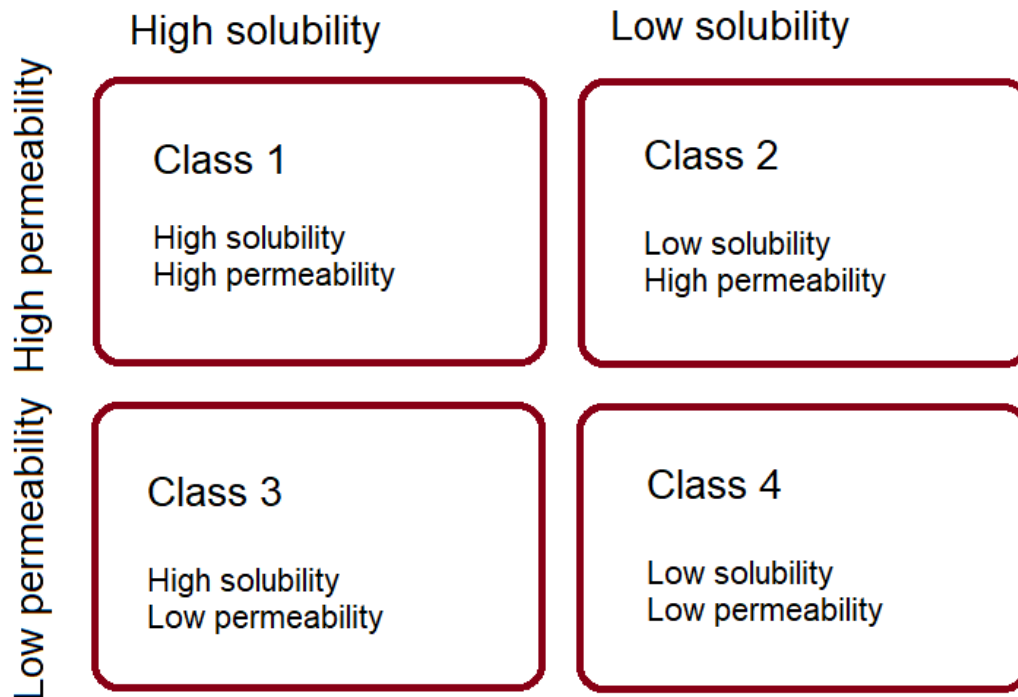 High solubility
Low solubility
High permeability
Class 1
High solubility
High permeability
Class 2
Low solubility
High permeability
Low permeability
Class 3
High solubility
Low permeability
Class 4
Low solubility
Low permeability